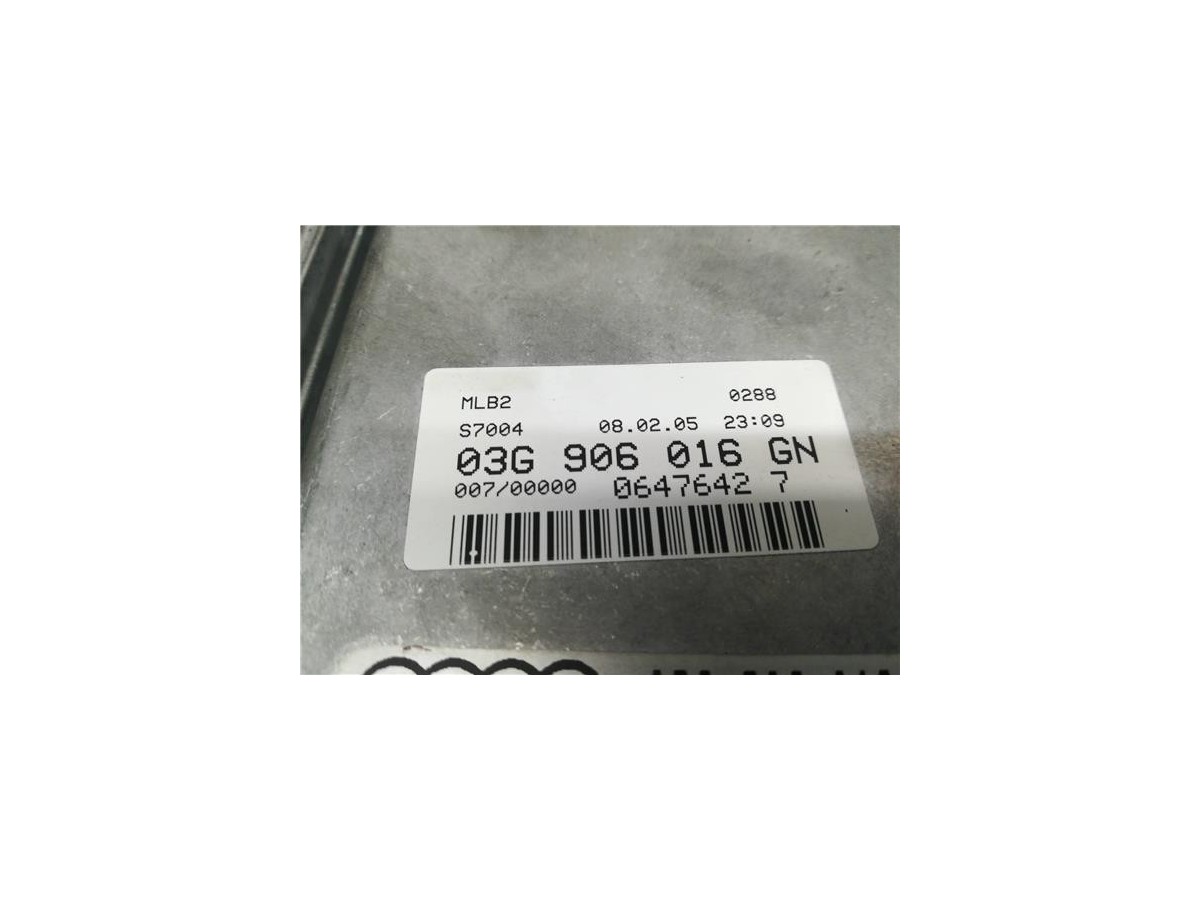 MLB2 0288
S7004 08.02.05 23:09
03G 906 016 GN
007/00000 0647642 7